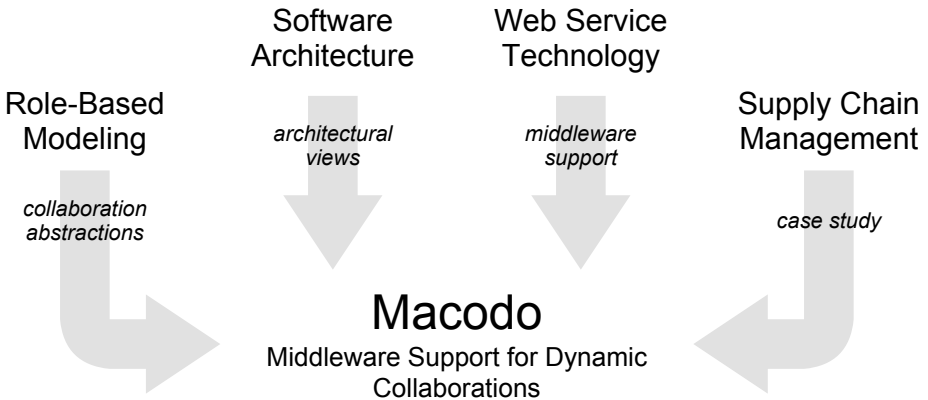 Software
Architecture
Web Service
Technology
Role-Based
Modeling
Supply Chain
Management
architectural
views
middleware
support
collaboration
abstractions
case study
Macodo
Middleware Support for Dynamic
Collaborations